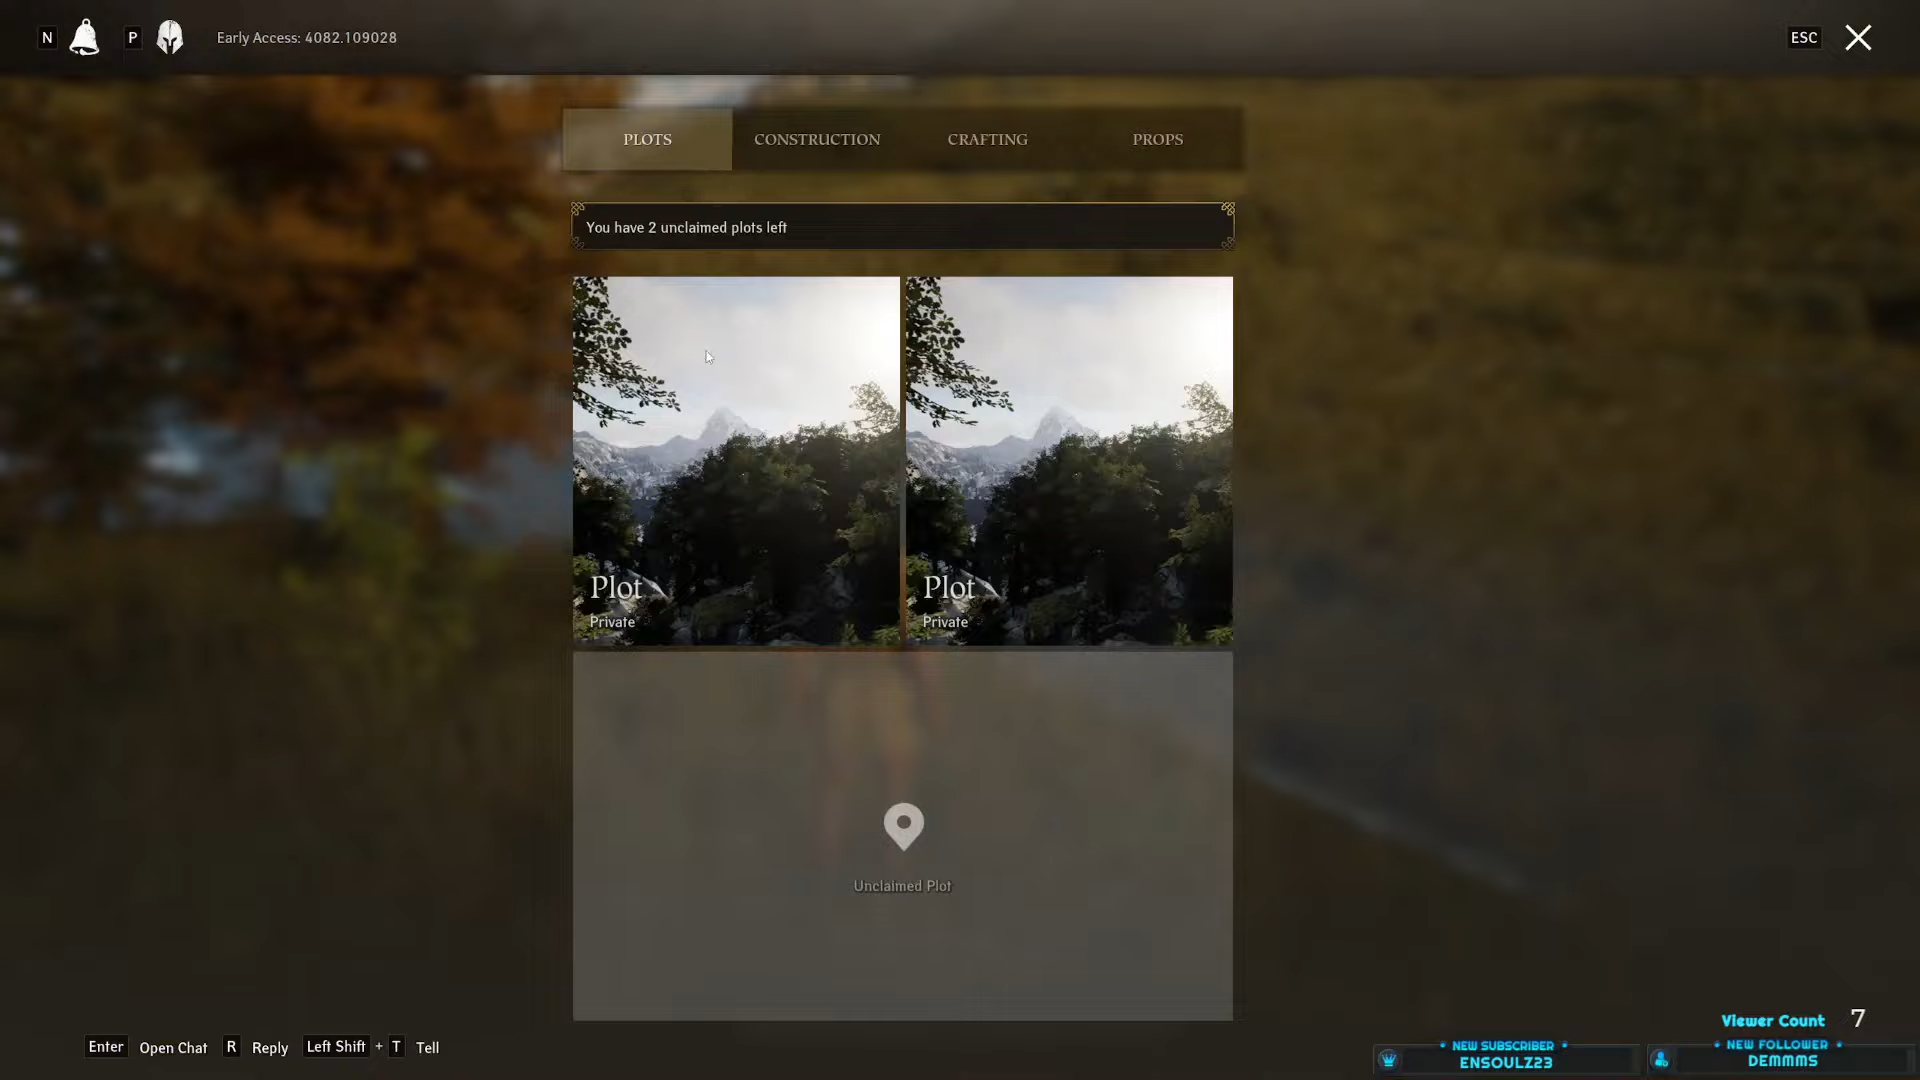 N P Early Access: 4082.109028 ESC
PLOTS CONSTRUCTION CRAFTING PROPS
You have 2 unclaimed plots left
Plot Plot
Private Private
Unclaimed Plot
Viewer Count 7
Enter Open Chat R Reply Left Shift + T Tell
NEW SUBSCRIBER NEW FOLLOWER
ENSOULZ23 DEMMMS